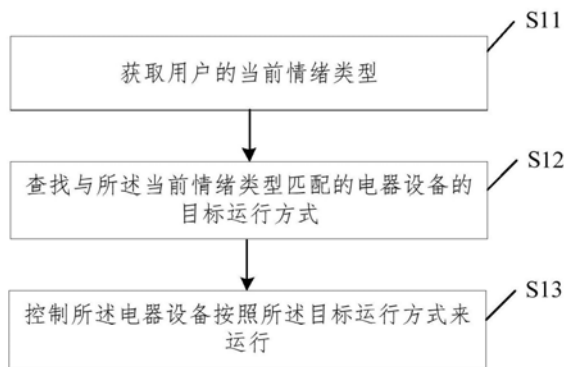 S11
获取用户的当前情绪类型
S12
查找与所述当前情绪类型匹配的电器设备的
目标运行方式
S13
控制所述电器设备按照所述目标运行方式来
运行